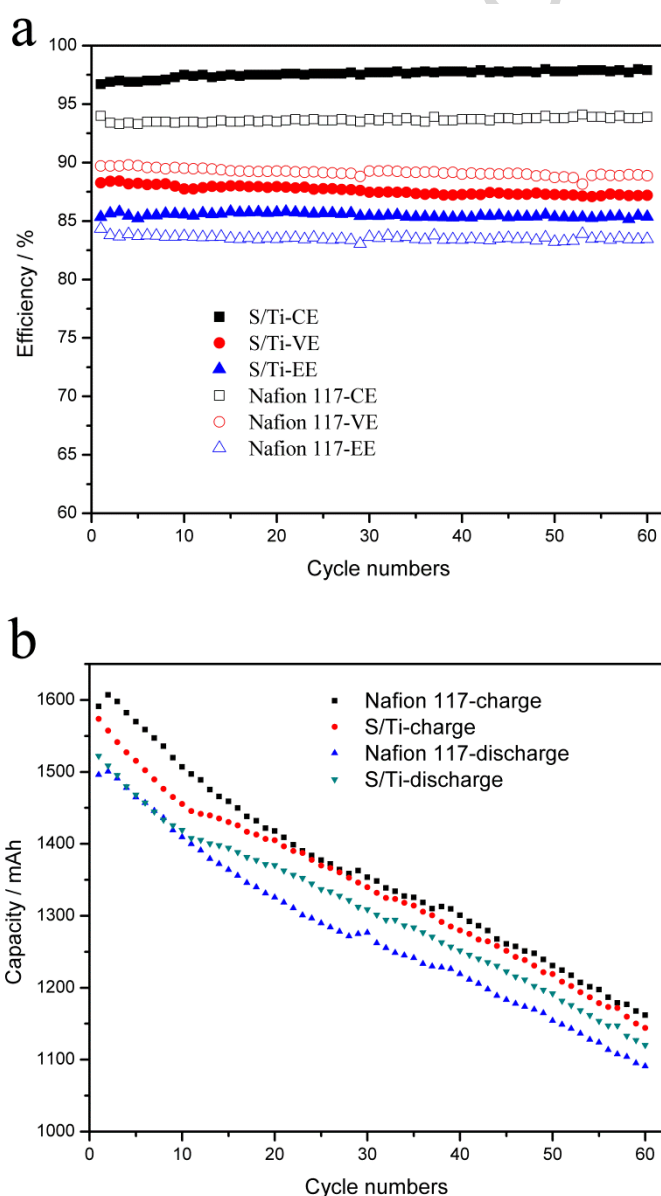 a
100
95
90
85
80
75
70
65
60
Efficiency / %
S/Ti-CE
S/Ti-VE
S/Ti-EE
Nafion 117-CE
Nafion 117-VE
Nafion 117-EE
0 10 20 30 40 50 60
Cycle numbers
b
1600
1500
1400
1300
1200
1100
1000
Capacity / mAh
Nafion 117-charge
S/Ti-charge
Nafion 117-discharge
S/Ti-discharge
0 10 20 30 40 50 60
Cycle numbers